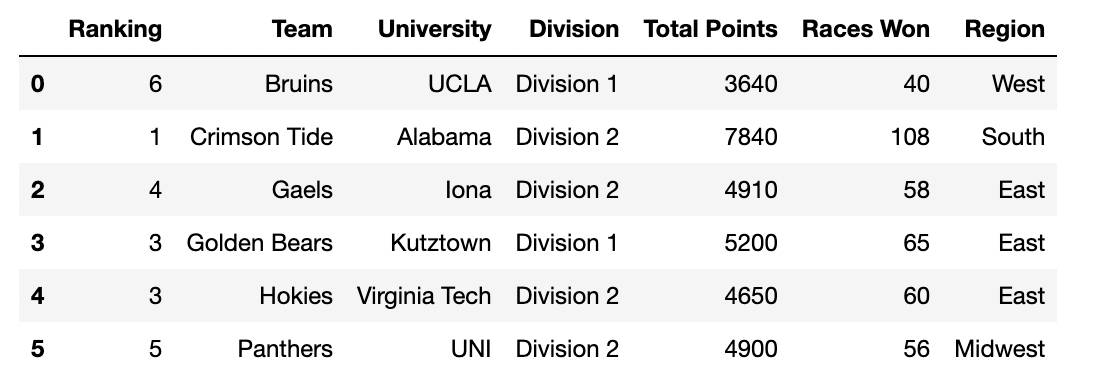 Ranking Team University Division Total Points Races Won Region
0 6 Bruins UCLA Division 1 3640 40 West
1 1 Crimson Tide Alabama Division 2 7840 108 South
2 4 Gaels Iona Division 2 4910 58 East
3 3 Golden Bears Kutztown Division 1 5200 65 East
4 3 Hokies Virginia Tech Division 2 4650 60 East
5 5 Panthers UNI Division 2 4900 56 Midwest